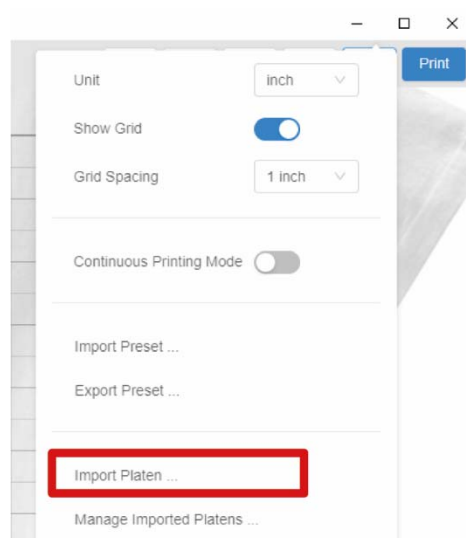 Print
Unit
inch
Show Grid
Grid Spacing
1 inch
Continuous Printing Mode
Import Preset ...
Export Preset ...
Import Platen ...
Manage Imported Platens ...